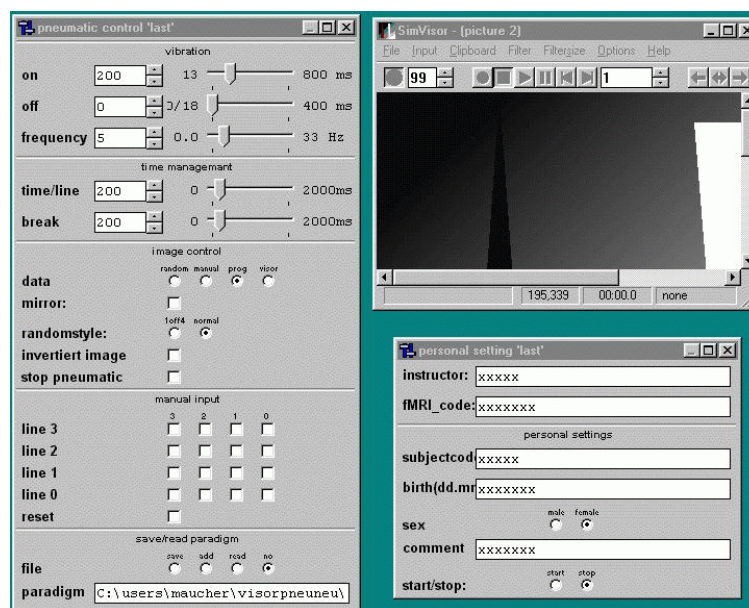 pneumatic control 'last'
vibration
on 200 13 800 ms
off 0 0/18 400 ms
frequency 5 0.0 33 Hz
time managemant
time/line 200 0 2000ms
break 200 0 2000ms
image control
random manual prog visor
data
mirror:
1off4 normal
randomstyle:
invertiert image
stop pneumatic
manual input
3 2 1 0
line 3
line 2
line 1
line 0
reset
save/read paradigm
save add read no
file
paradigm C:\users\maucher\visorpneuneu\
SimVisor - (picture 2)
File Input Clipboard Filter Filtersize Options Help
99 1
195,339 00:00.0 none
personal setting 'last'
instructor: xxxxx
fMRI_code: xxxxxxx
personal settings
subjectcod xxxxx
birth(dd.mr xxxxxxx
male female
sex
comment xxxxxxx
start stop
start/stop: